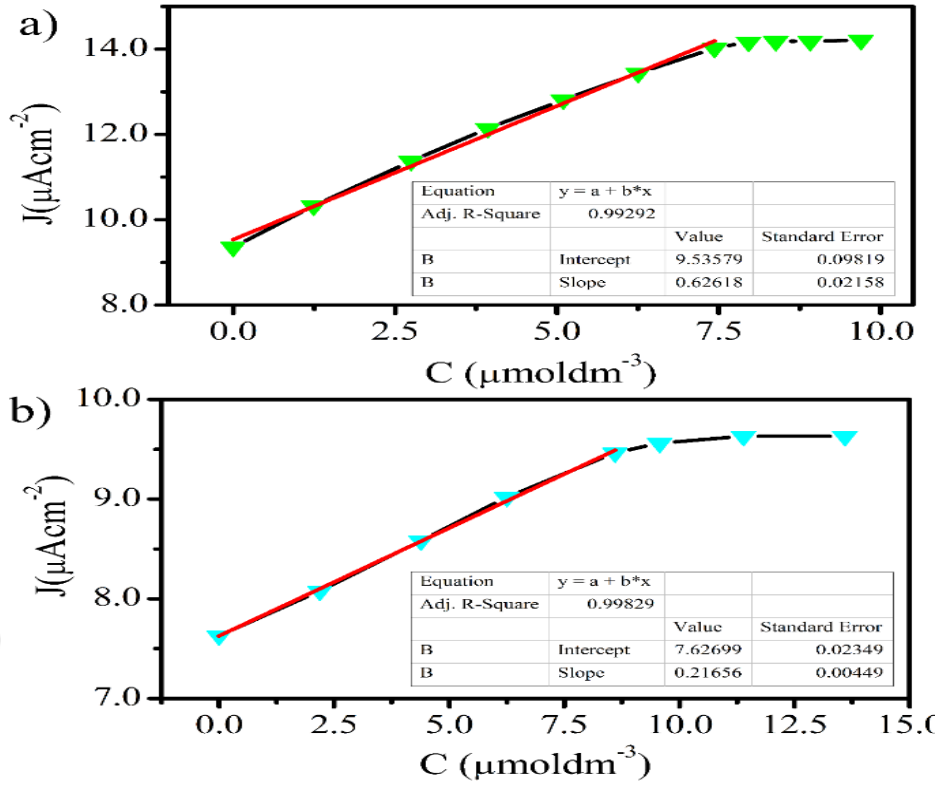 a)
14.0
12.0
10.0
8.0
J(μAcm-2)
Equation y = a + b*x
Adj. R-Square 0.99292
Value Standard Error
B Intercept 9.53579 0.09819
B Slope 0.62618 0.02158
0.0 2.5 5.0 7.5 10.0
C (μmoldm-3)
b)
10.0
9.0
8.0
7.0
J(μAcm-2)
Equation y = a + b*x
Adj. R-Square 0.99829
Value Standard Error
B Intercept 7.62699 0.02349
B Slope 0.21656 0.00449
0.0 2.5 5.0 7.5 10.0 12.5 15.0
C (μmoldm-3)